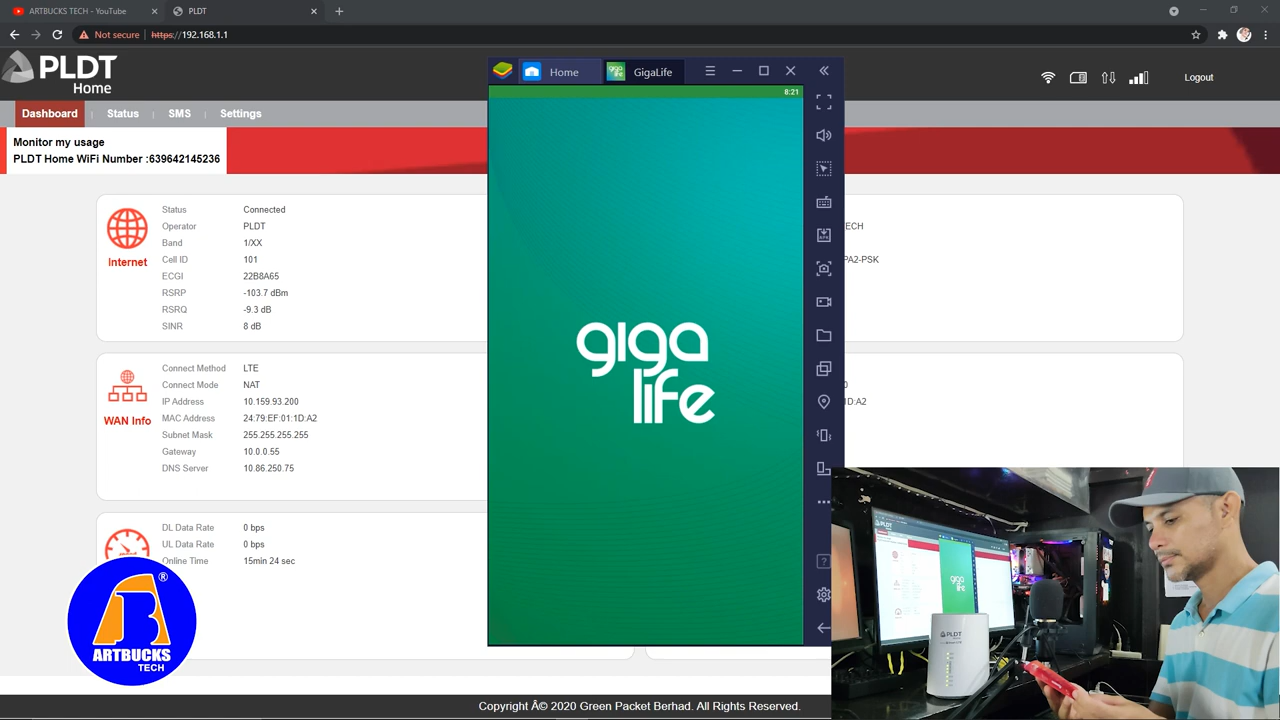 ARTBUCKS TECH - YouTube
PLDT
Not secure
https://192.168.1.1
PLDT
Home
Logout
Dashboard
Status
SMS
Settings
Monitor my usage
PLDT Home WiFi Number :639642145236
Home
GigaLife
8:21
giga
life
Internet
Status Connected
Operator PLDT
Band 1/XX
Cell ID 101
ECGI 22B8A65
RSRP -103.7 dBm
RSRQ -9.3 dB
SINR 8 dB
ECH
PA2-PSK
WAN Info
Connect Method LTE
Connect Mode NAT
IP Address 10.159.93.200
MAC Address 24:79:EF:01:1D:A2
Subnet Mask 255.255.255.255
Gateway 10.0.0.55
DNS Server 10.86.250.75
0
1D:A2
DL Data Rate 0 bps
UL Data Rate 0 bps
Online Time 15min 24 sec
®
ARTBUCKS
TECH
giga
life
PLDT
Copyright Â© 2020 Green Packet Berhad. All Rights Reserved.